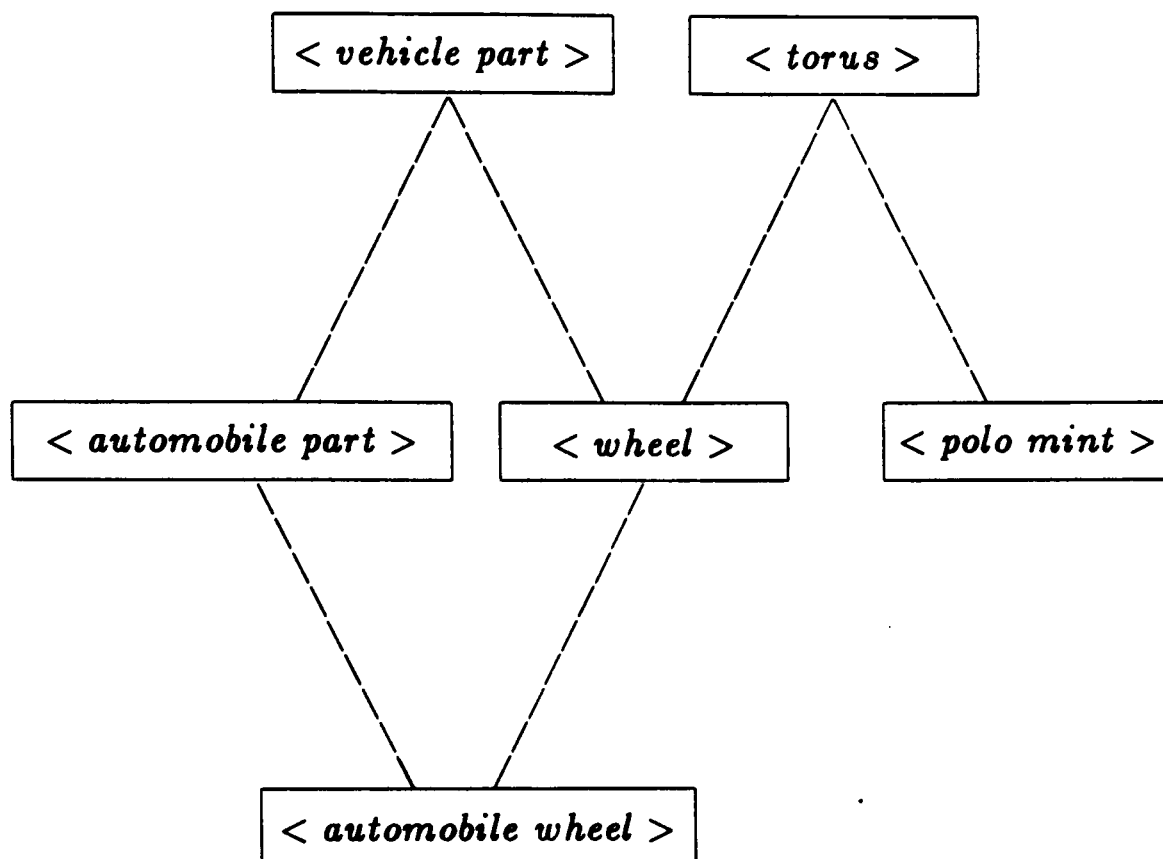 < vehicle part >
< torus >
< automobile part >
< wheel >
< polo mint >
< automobile wheel >